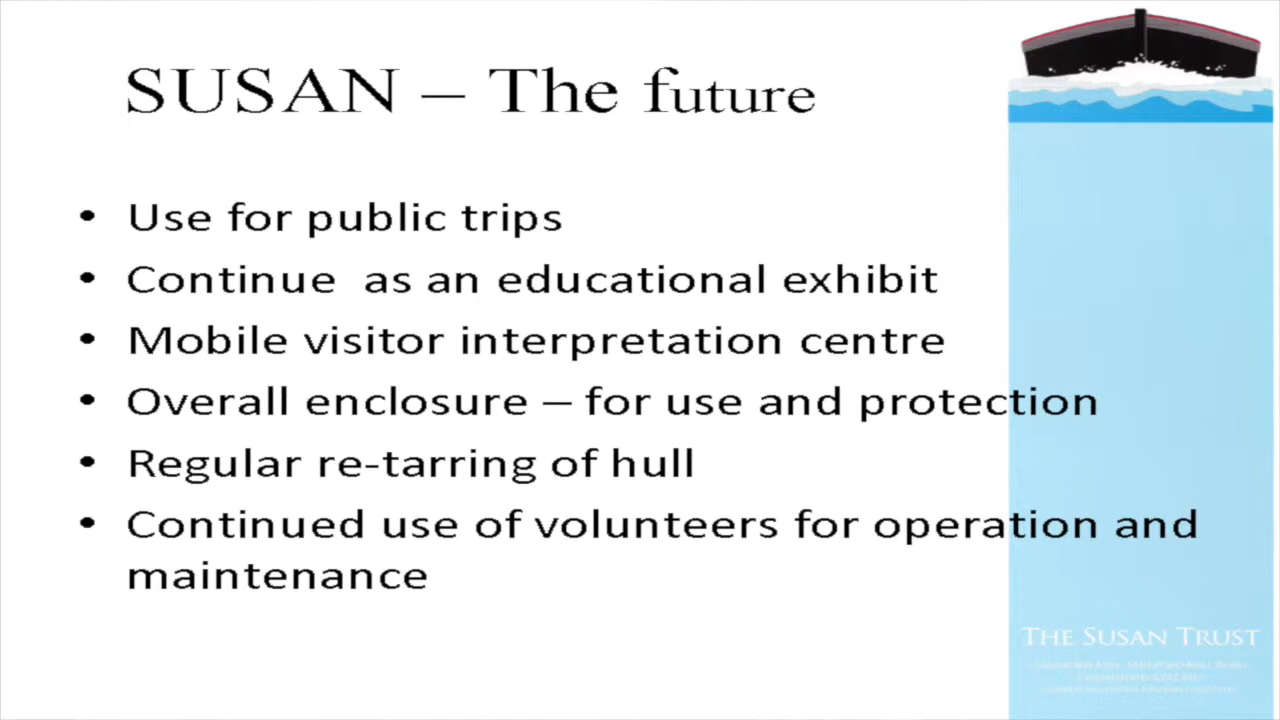 SUSAN – The future
• Use for public trips
• Continue as an educational exhibit
• Mobile visitor interpretation centre
• Overall enclosure – for use and protection
• Regular re-tarring of hull
• Continued use of volunteers for operation and
maintenance
THE SUSAN TRUST